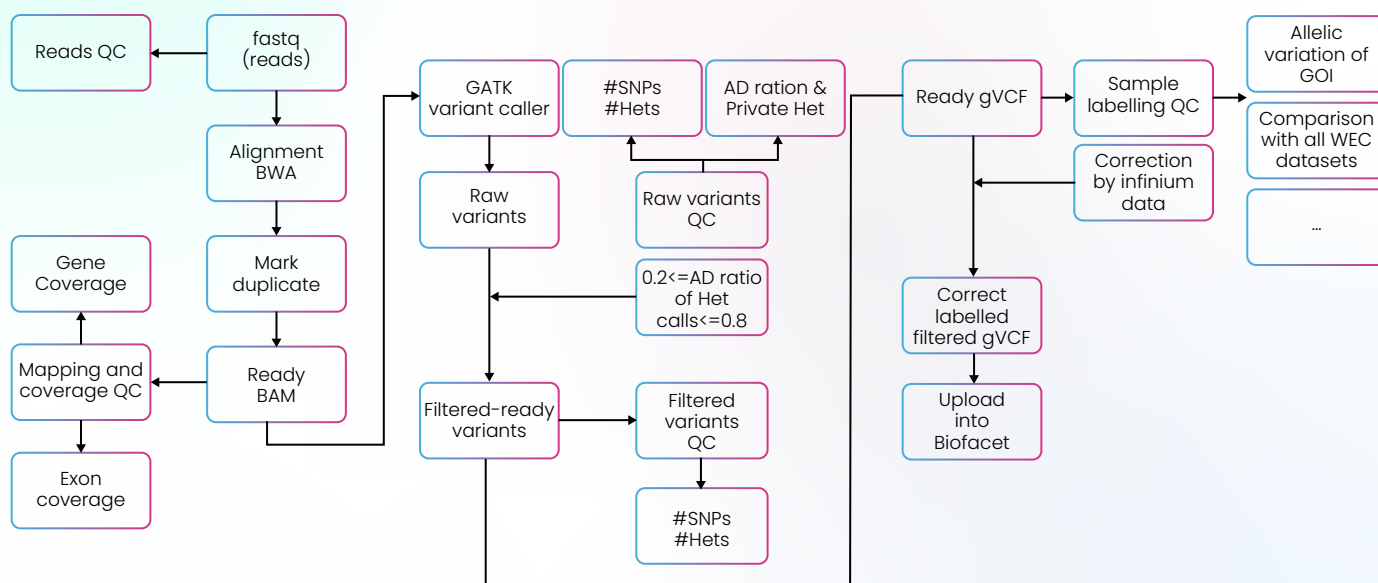 Reads QC
fastq
(reads)
Alignment
BWA
Mark
duplicate
Ready
BAM
Gene
Coverage
Mapping and
coverage QC
Exon
coverage
GATK
variant caller
Raw
variants
Filtered-ready
variants
#SNPs
#Hets
AD ration &
Private Het
Raw variants
QC
0.2<=AD ratio
of Het
calls<=0.8
Filtered
variants
QC
#SNPs
#Hets
Ready gVCF
Sample
labelling QC
Correction
by infinium
data
Correct
labelled
filtered gVCF
Upload
into
Biofacet
Allelic
variation of
GOI
Comparison
with all WEC
datasets
...